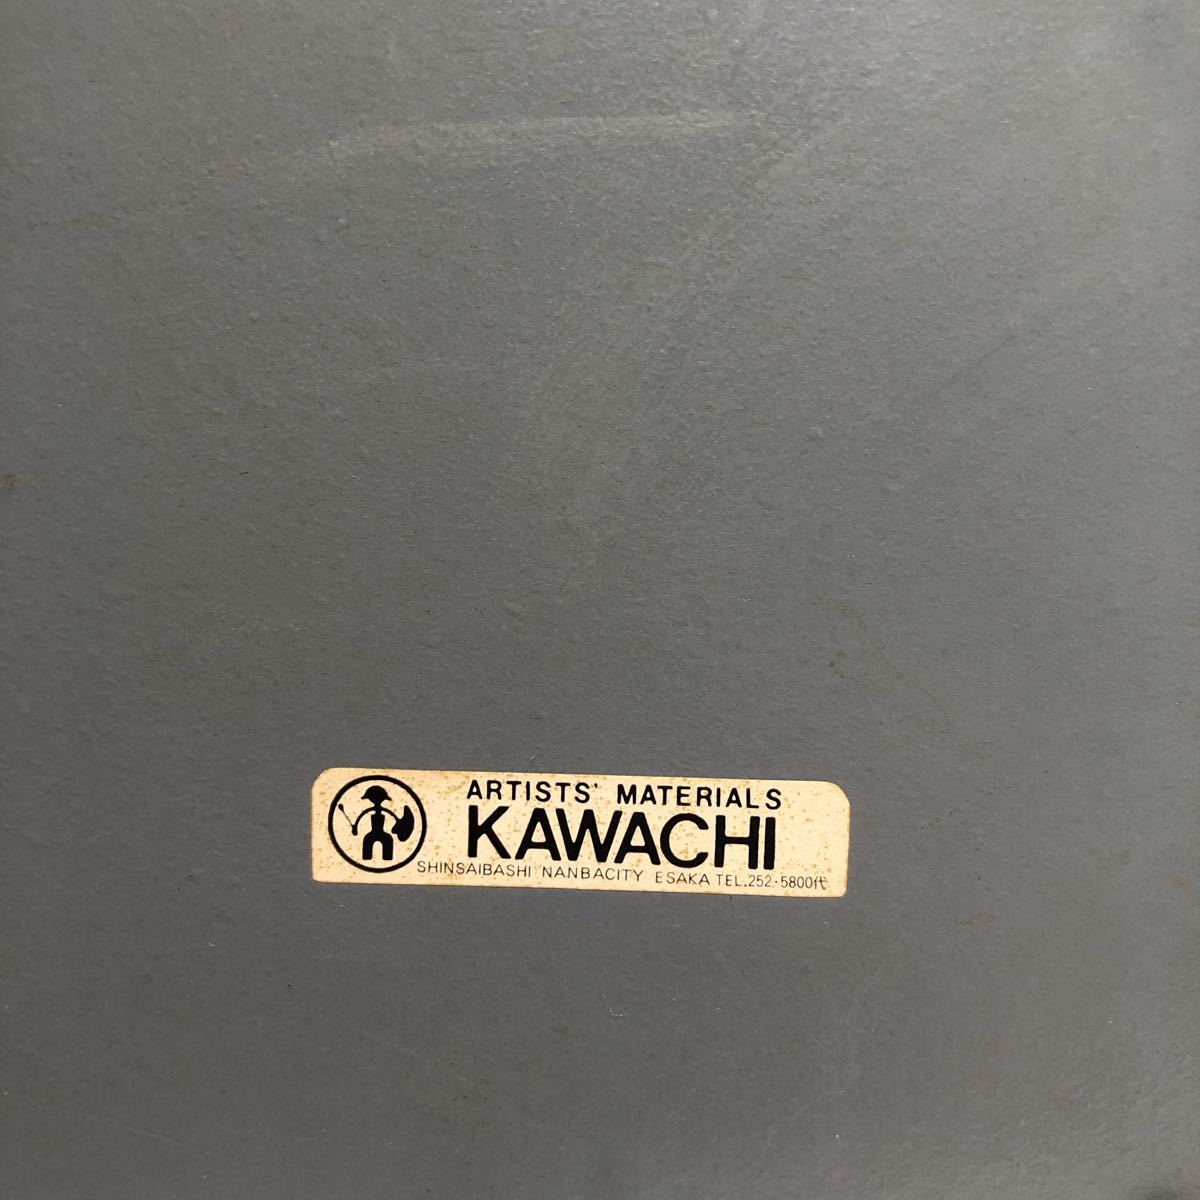 ARTISTS' MATERIALS
KAWACHI
SHINSAIBASHI NANBACITY ESAKA TEL.252・5800代